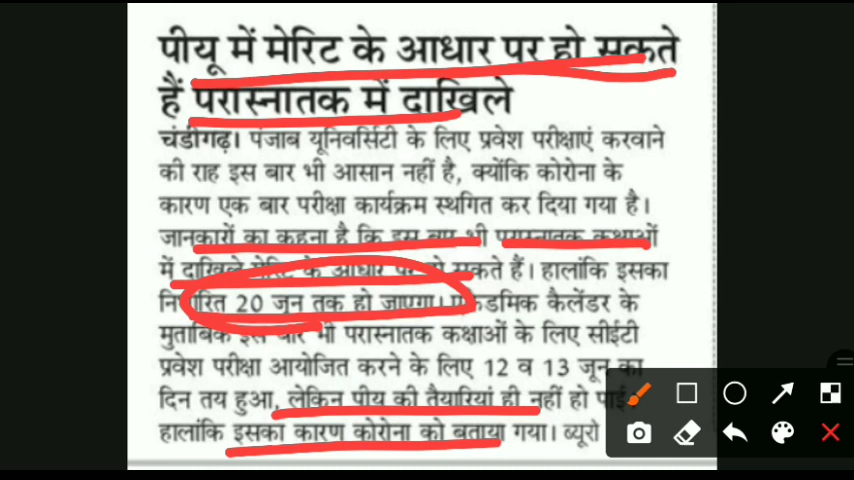 पीयू में मेरिट के आधार पर हो सकते
हैं परास्नातक में दाखिले
चंडीगढ़। पंजाब यूनिवर्सिटी के लिए प्रवेश परीक्षाएं करवाने
की राह इस बार भी आसान नहीं है, क्योंकि कोरोना के
कारण एक बार परीक्षा कार्यक्रम स्थगित कर दिया गया है।
जानकारों का कहना है कि इस बार भी परास्नातक कक्षाओं
में दाखिले मेरिट के आधार पर हो सकते हैं। हालांकि इसका
निर्धारित 20 जून तक हो जाएगा। एकेडमिक कैलेंडर के
मुताबिक इस बार भी परास्नातक कक्षाओं के लिए सीईटी
प्रवेश परीक्षा आयोजित करने के लिए 12 व 13 जून का
दिन तय हुआ, लेकिन पीयू की तैयारियां ही नहीं हो
हालांकि इसका कारण कोरोना को बताया गया। ब्यूरो